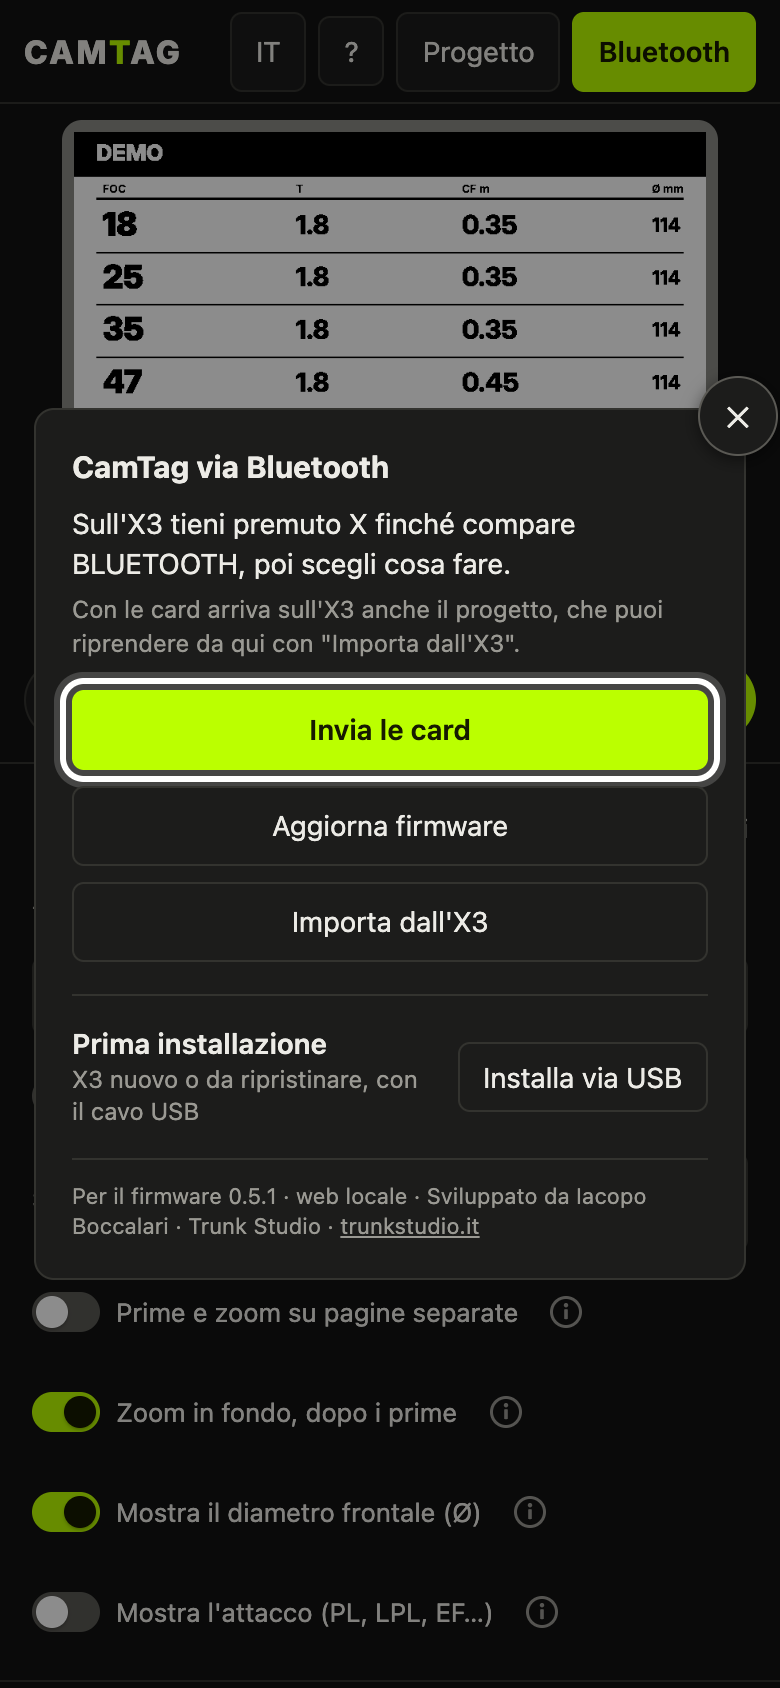 CAMTAG
IT
?
Progetto
Bluetooth
DEMO
FOC T CF m Ø mm
18 1.8 0.35 114
25 1.8 0.35 114
35 1.8 0.35 114
47 1.8 0.45 114
CamTag via Bluetooth
Sull'X3 tieni premuto X finché compare
BLUETOOTH, poi scegli cosa fare.
Con le card arriva sull'X3 anche il progetto, che puoi
riprendere da qui con "Importa dall'X3".
Invia le card
Aggiorna firmware
Importa dall'X3
Prima installazione
X3 nuovo o da ripristinare, con
il cavo USB
Installa via USB
Per il firmware 0.5.1 · web locale · Sviluppato da Iacopo
Boccalari · Trunk Studio · trunkstudio.it
Prime e zoom su pagine separate
Zoom in fondo, dopo i prime
Mostra il diametro frontale (Ø)
Mostra l'attacco (PL, LPL, EF...)